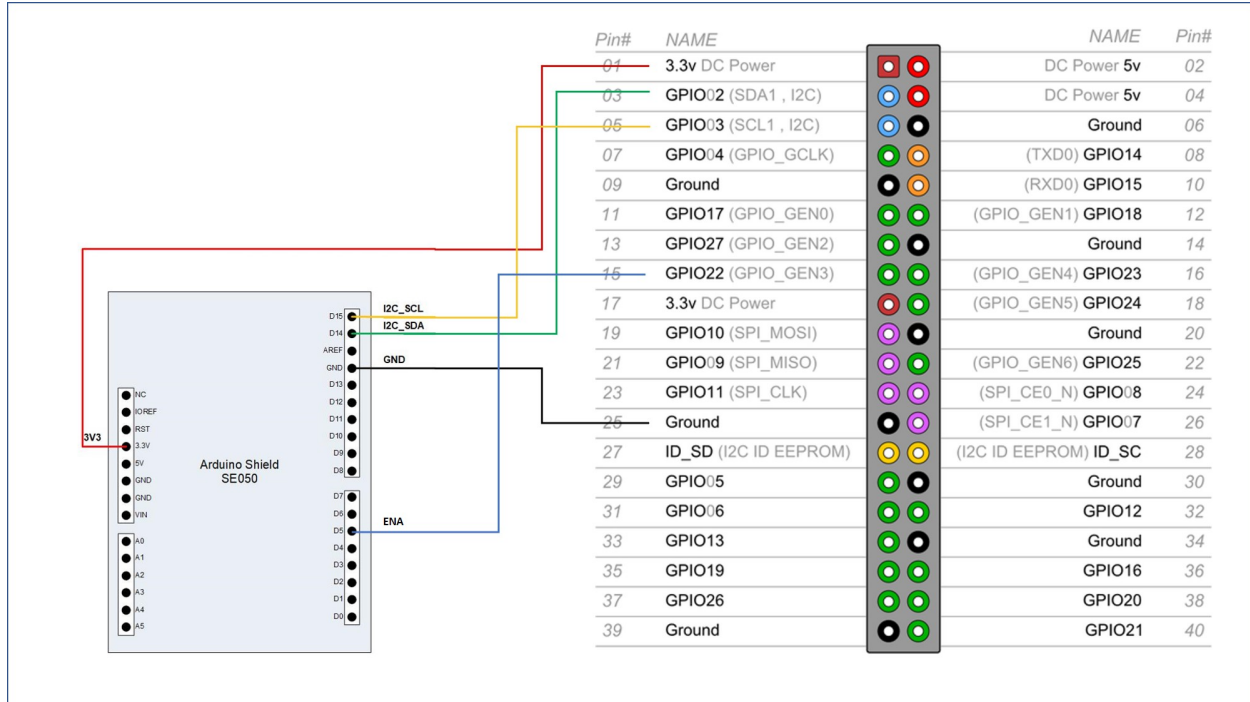 Pin# NAME NAME Pin#
01 3.3v DC Power DC Power 5v 02
03 GPIO02 (SDA1 , I2C) DC Power 5v 04
05 GPIO03 (SCL1 , I2C) Ground 06
07 GPIO04 (GPIO_GCLK) (TXD0) GPIO14 08
09 Ground (RXD0) GPIO15 10
11 GPIO17 (GPIO_GEN0) (GPIO_GEN1) GPIO18 12
13 GPIO27 (GPIO_GEN2) Ground 14
15 GPIO22 (GPIO_GEN3) (GPIO_GEN4) GPIO23 16
17 3.3v DC Power (GPIO_GEN5) GPIO24 18
19 GPIO10 (SPI_MOSI) Ground 20
21 GPIO09 (SPI_MISO) (GPIO_GEN6) GPIO25 22
23 GPIO11 (SPI_CLK) (SPI_CE0_N) GPIO08 24
25 Ground (SPI_CE1_N) GPIO07 26
27 ID_SD (I2C ID EEPROM) (I2C ID EEPROM) ID_SC 28
29 GPIO05 Ground 30
31 GPIO06 GPIO12 32
33 GPIO13 Ground 34
35 GPIO19 GPIO16 36
37 GPIO26 GPIO20 38
39 Ground GPIO21 40
I2C_SCL
I2C_SDA
GND
ENA
3V3
Arduino Shield
SE050
NC
IOREF
RST
3.3V
5V
GND
GND
VIN
A0
A1
A2
A3
A4
A5
D15
D14
AREF
GND
D13
D12
D11
D10
D9
D8
D7
D6
D5
D4
D3
D2
D1
D0